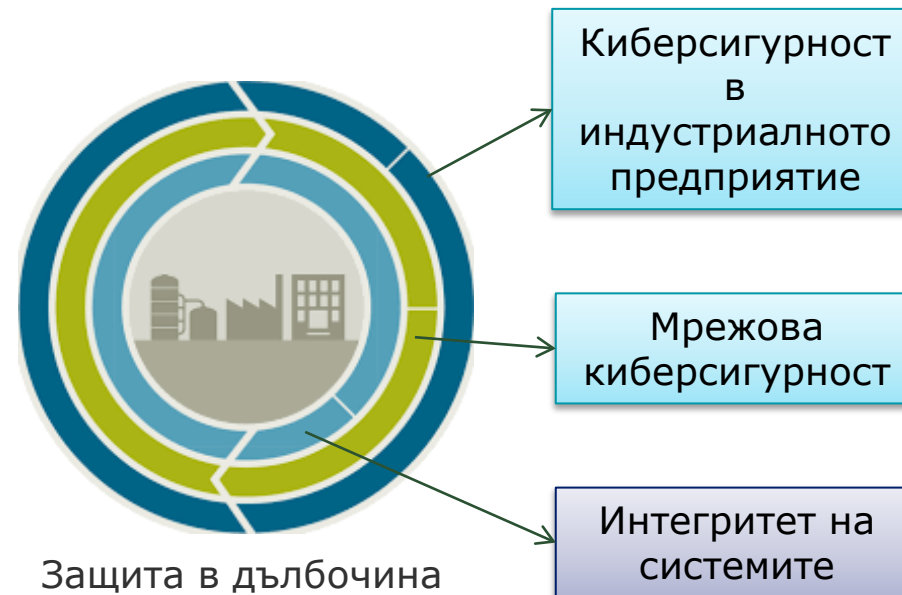 Киберсигурност
в
индустриалното
предприятие
Мрежова
киберсигурност
Интегритет на
системите
Защита в дълбочина